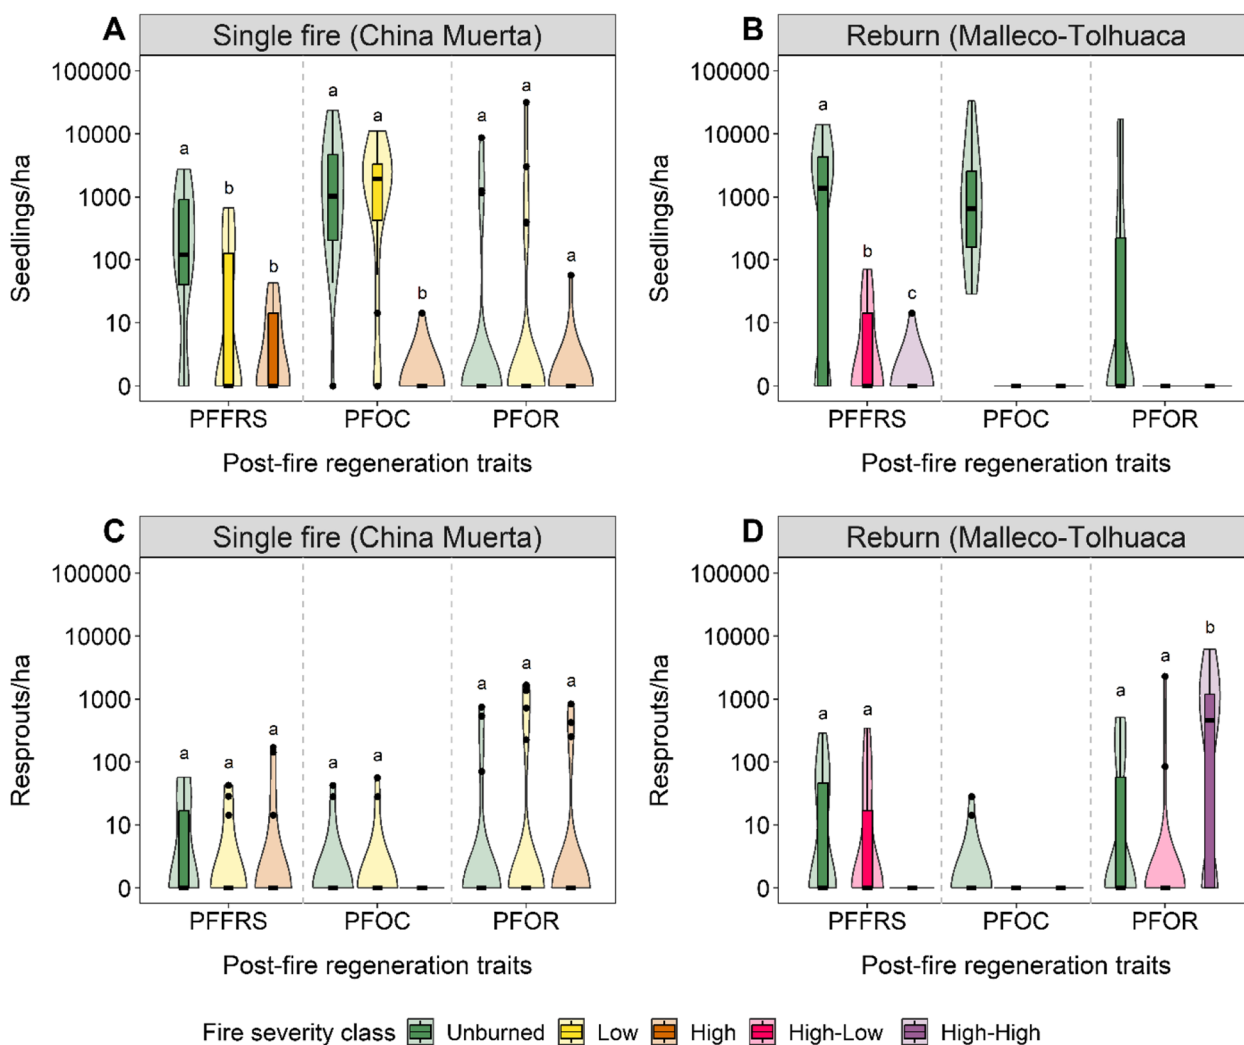 A
Single fire (China Muerta)
100000
10000
1000
100
10
0
Seedlings/ha
a
b
b
a
a
b
a
a
a
PFFRS
PFOC
PFOR
Post-fire regeneration traits
B
Reburn (Malleco-Tolhuaca
100000
10000
1000
100
10
0
Seedlings/ha
a
b
c
PFFRS
PFOC
PFOR
Post-fire regeneration traits
C
Single fire (China Muerta)
100000
10000
1000
100
10
0
Resprouts/ha
a
a
a
a
a
a
a
a
PFFRS
PFOC
PFOR
Post-fire regeneration traits
D
Reburn (Malleco-Tolhuaca
100000
10000
1000
100
10
0
Resprouts/ha
a
a
a
a
b
PFFRS
PFOC
PFOR
Post-fire regeneration traits
Fire severity class Unburned Low High High-Low High-High